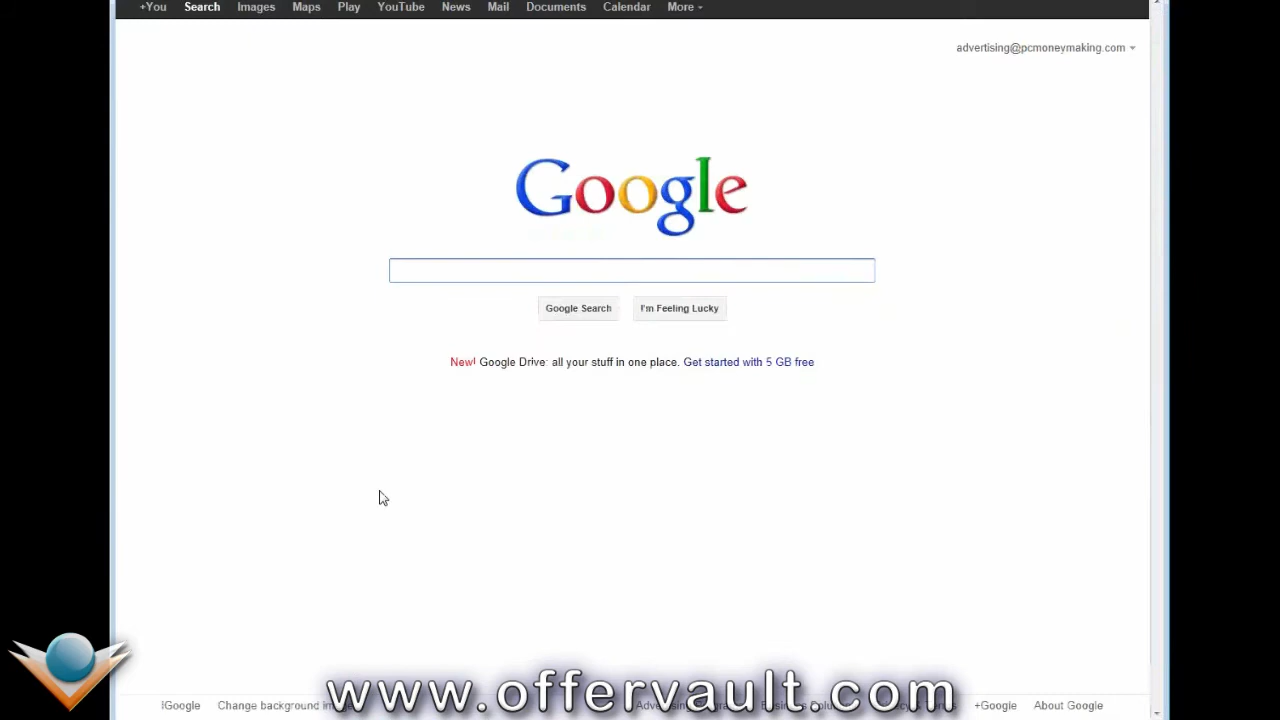 +You Search Images Maps Play YouTube News Mail Documents Calendar More
advertising@pcmoneymaking.com
Google
Google Search I'm Feeling Lucky
New! Google Drive: all your stuff in one place. Get started with 5 GB free
www.offervault.com
iGoogle Change background +Google About Google